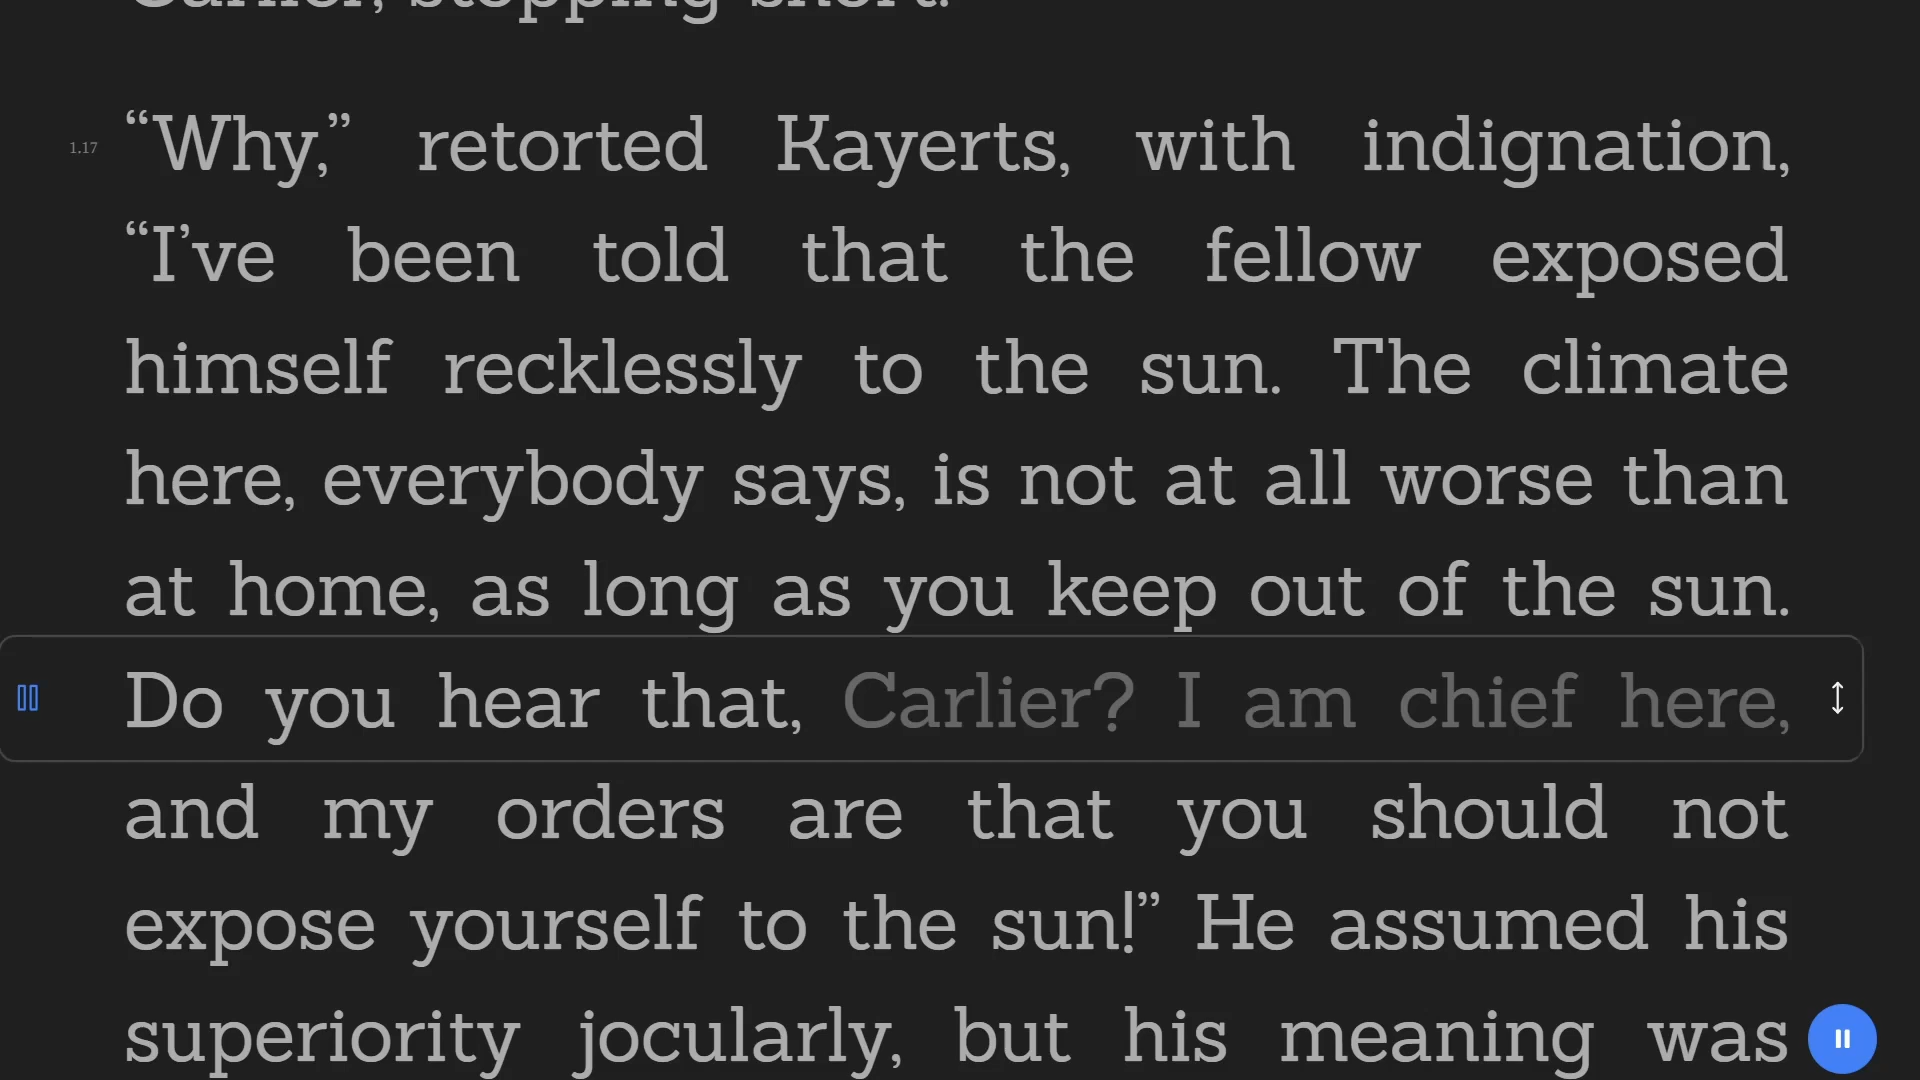 Carlier, stopping short.
1.17
“Why,” retorted Kayerts, with indignation,
“I’ve been told that the fellow exposed
himself recklessly to the sun. The climate
here, everybody says, is not at all worse than
at home, as long as you keep out of the sun.
Do you hear that, Carlier? I am chief here,
and my orders are that you should not
expose yourself to the sun!” He assumed his
superiority jocularly, but his meaning was